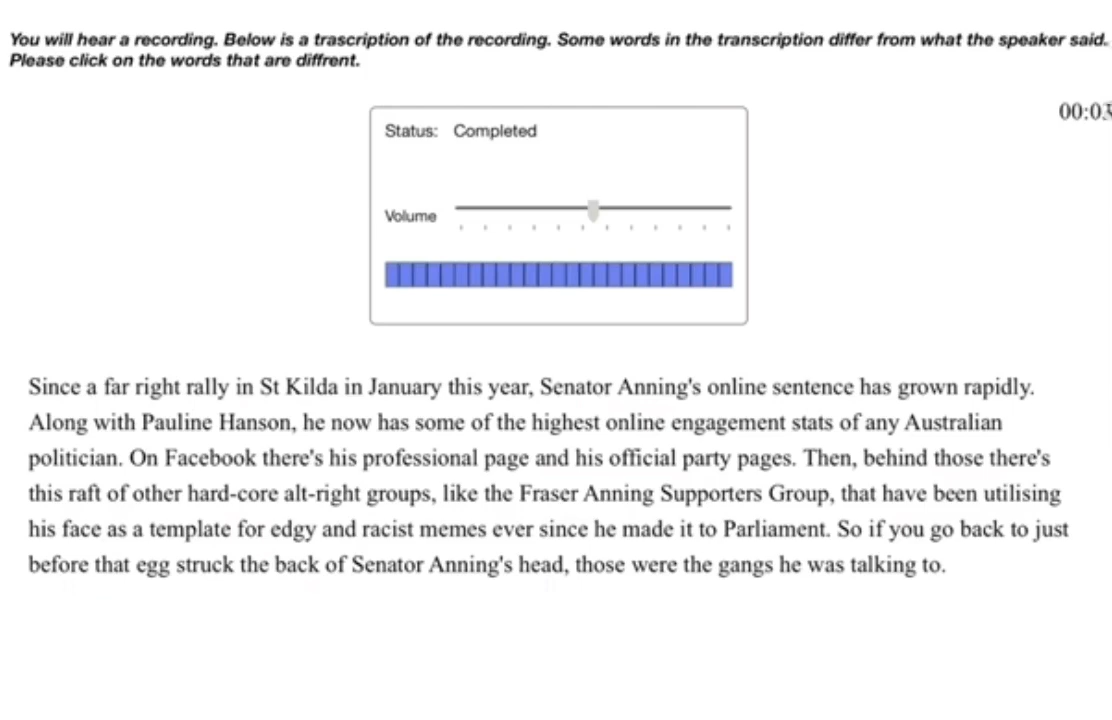 You will hear a recording. Below is a trascription of the recording. Some words in the transcription differ from what the speaker said.
Please click on the words that are diffrent.
00:03
Status: Completed
Volume
Since a far right rally in St Kilda in January this year, Senator Anning's online sentence has grown rapidly.
Along with Pauline Hanson, he now has some of the highest online engagement stats of any Australian
politician. On Facebook there's his professional page and his official party pages. Then, behind those there's
this raft of other hard-core alt-right groups, like the Fraser Anning Supporters Group, that have been utilising
his face as a template for edgy and racist memes ever since he made it to Parliament. So if you go back to just
before that egg struck the back of Senator Anning's head, those were the gangs he was talking to.